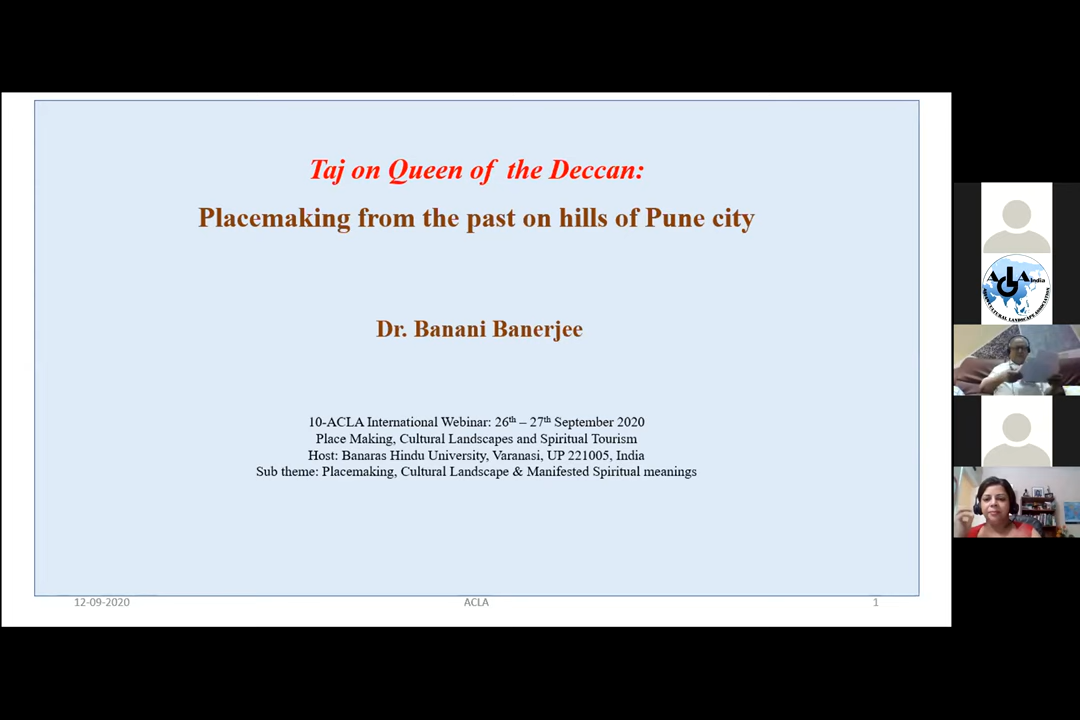 Taj on Queen of the Deccan:
Placemaking from the past on hills of Pune city
Dr. Banani Banerjee
10-ACLA International Webinar: 26th – 27th September 2020
Place Making, Cultural Landscapes and Spiritual Tourism
Host: Banaras Hindu University, Varanasi, UP 221005, India
Sub theme: Placemaking, Cultural Landscape & Manifested Spiritual meanings
12-09-2020
ACLA
1
ACLA India